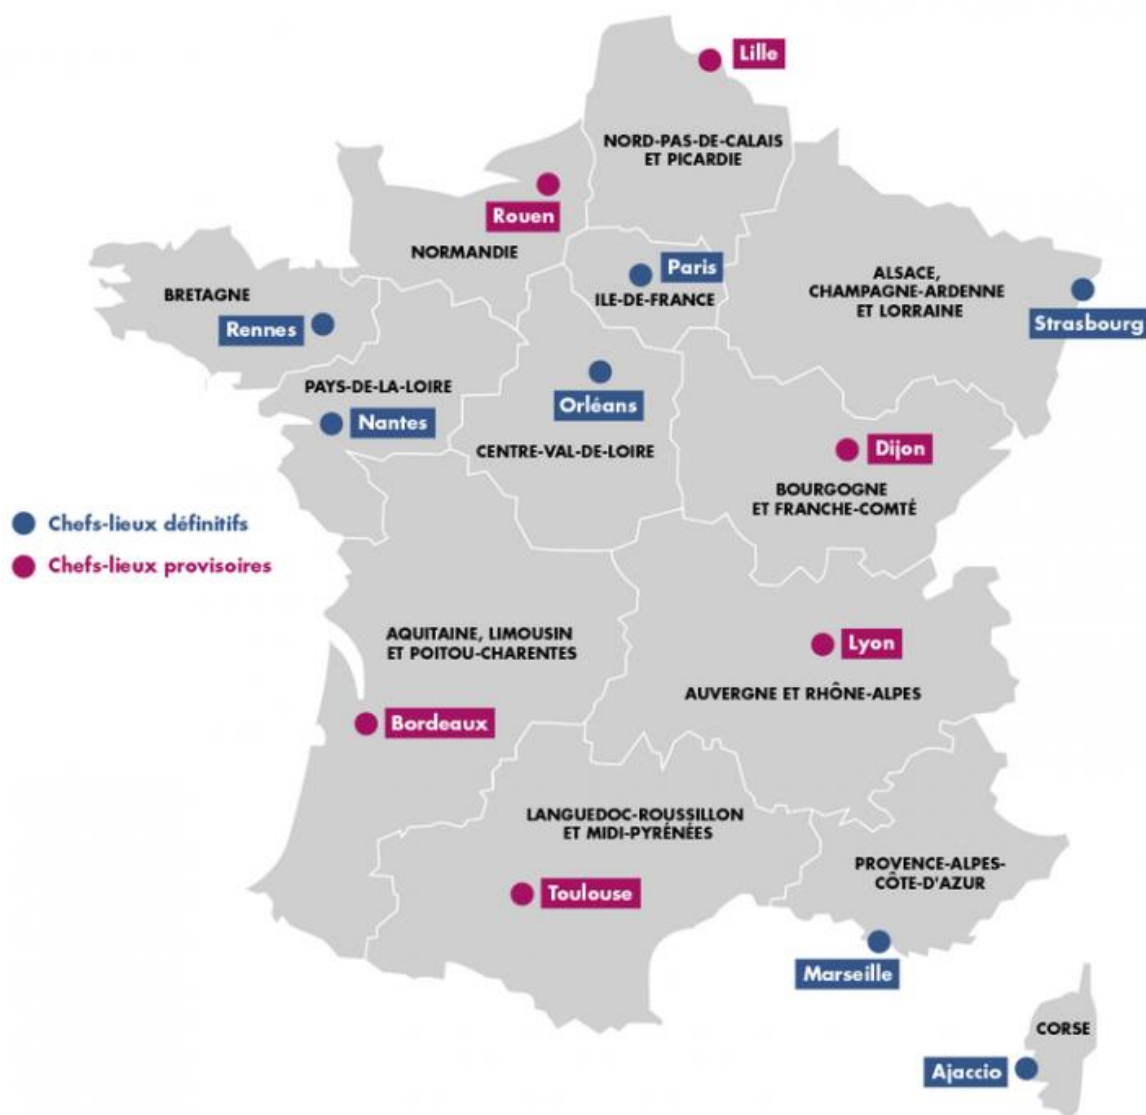 Lille
NORD-PAS-DE-CALAIS
ET PICARDIE
Rouen
NORMANDIE
Paris
ILE-DE-FRANCE
ALSACE,
CHAMPAGNE-ARDENNE
ET LORRAINE
Strasbourg
BRETAGNE
Rennes
PAYS-DE-LA-LOIRE
Nantes
Orléans
CENTRE-VAL-DE-LOIRE
Dijon
BOURGOGNE
ET FRANCHE-COMTÉ
Chefs-lieux définitifs
Chefs-lieux provisoires
AQUITAINE, LIMOUSIN
ET POITOU-CHARENTES
Lyon
AUVERGNE ET RHÔNE-ALPES
Bordeaux
LANGUEDOC-ROUSSILLON
ET MIDI-PYRÉNÉES
PROVENCE-ALPES-
CÔTE-D'AZUR
Toulouse
Marseille
CORSE
Ajaccio